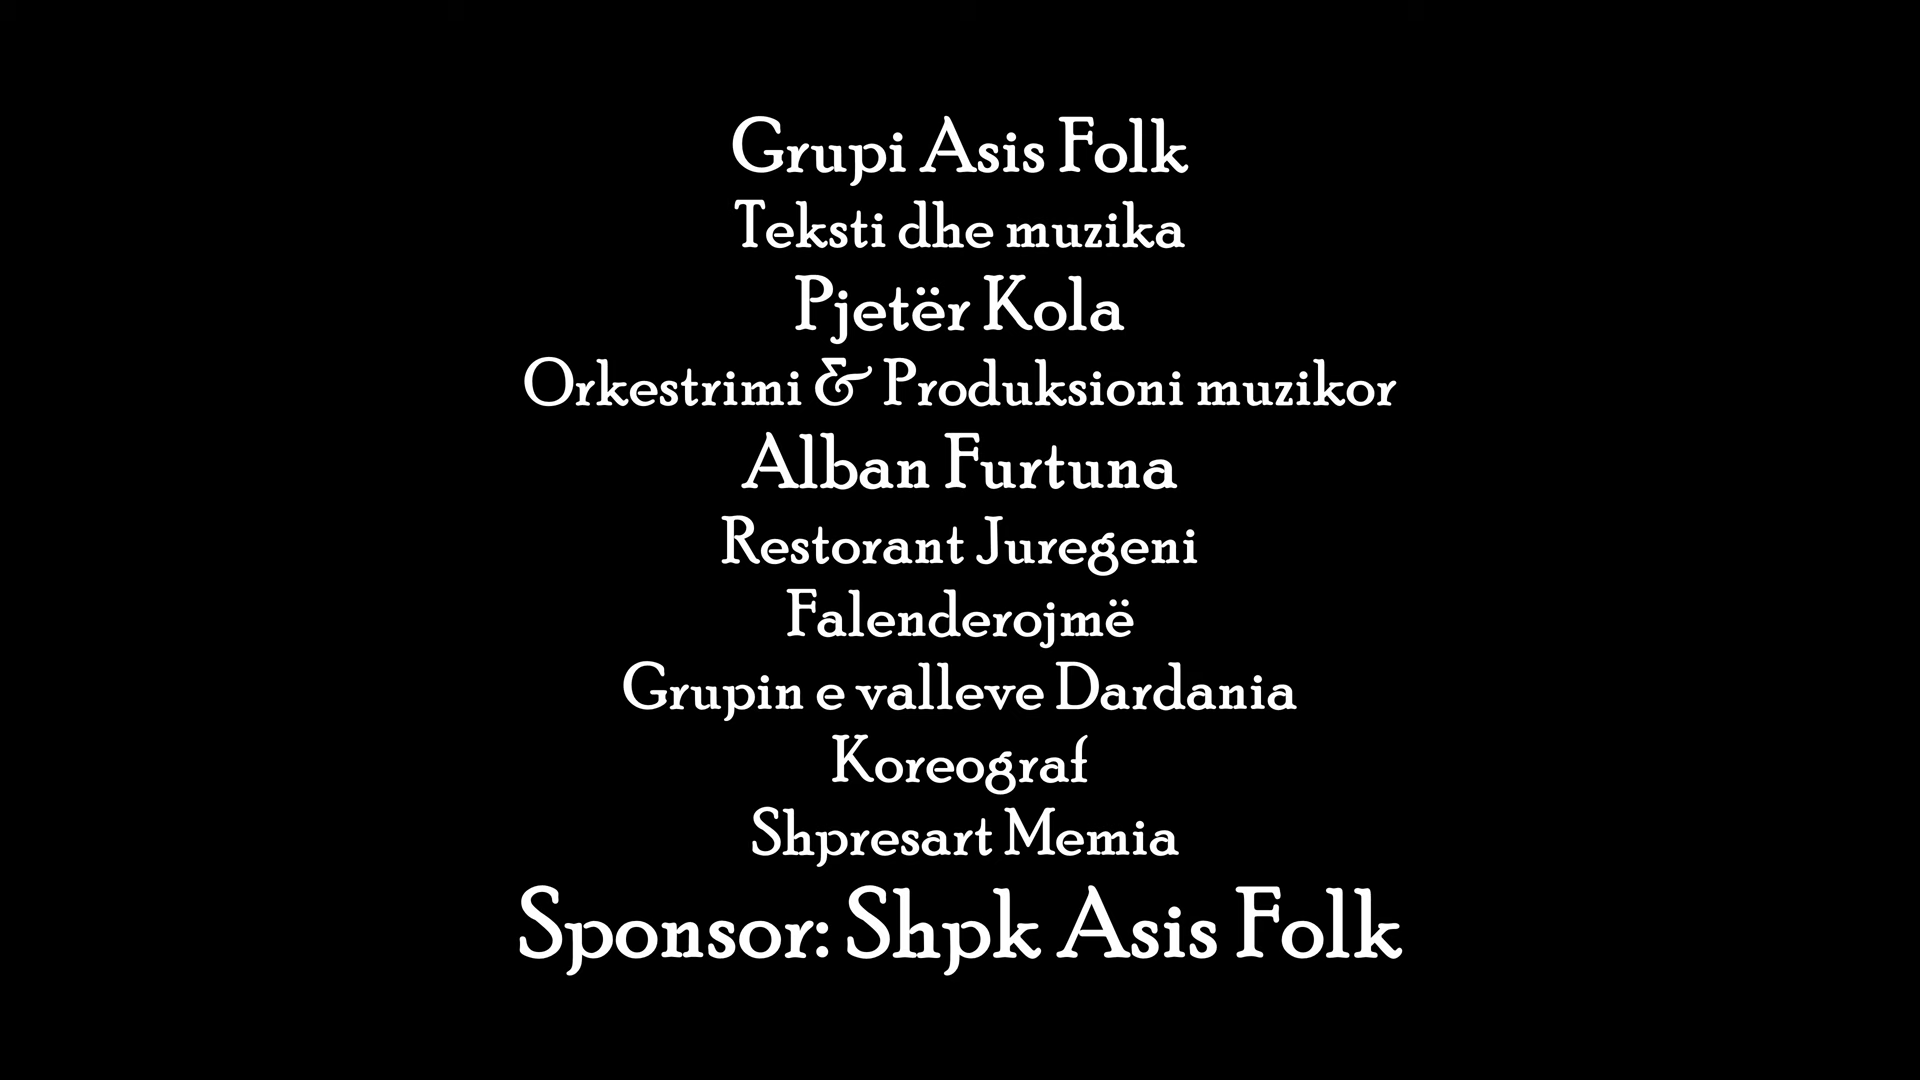 Grupi Asis Folk
Teksti dhe muzika
Pjetër Kola
Orkestrimi & Produksioni muzikor
Alban Furtuna
Restorant Juregeni
Falenderojmë
Grupin e valleve Dardania
Koreograf
Shpresart Memia
Sponsor: Shpk Asis Folk